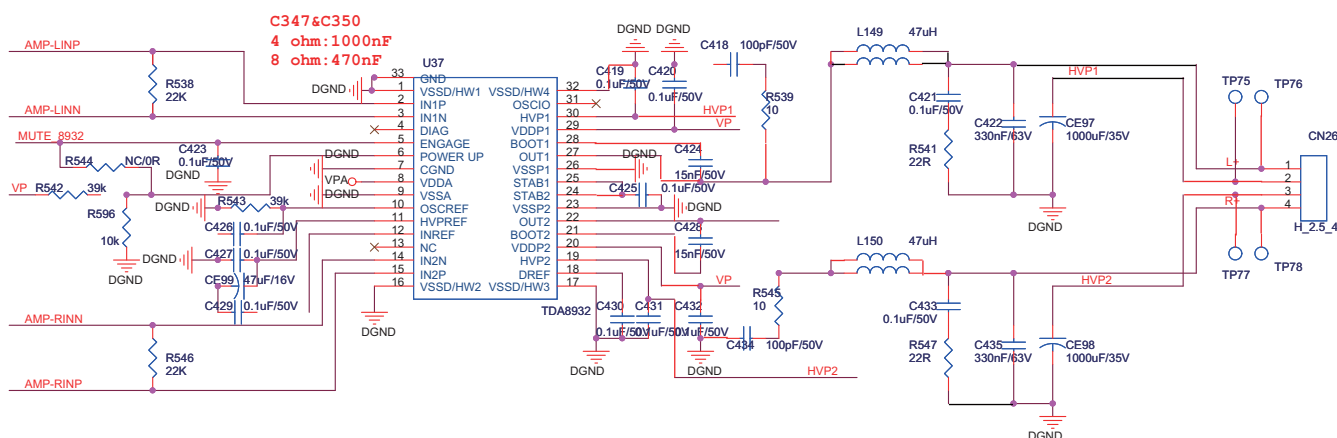 C347&C350
4 ohm:1000nF
8 ohm:470nF
AMP-LINP
R538
22K
AMP-LINN
MUTE_8932
R544
NC/0R
C423
0.1uF/50V
DGND
VP
R542
39k
R596
10k
DGND
DGND
R543
39k
C426
0.1uF/50V
DGND
C427
0.1uF/50V
CE99
47uF/16V
C429
0.1uF/50V
AMP-RINN
R546
22K
AMP-RINP
DGND
DGND
VPA
DGND
DGND
U37
TDA8932
33 GND
1 VSSD/HW1
2 IN1P
3 IN1N
4 DIAG
5 ENGAGE
6 POWER UP
7 CGND
8 VDDA
9 VSSA
10 OSCREF
11 HVPREF
12 INREF
13 NC
14 IN2N
15 IN2P
16 VSSD/HW2
VSSD/HW4 32
OSCIO 31
HVP1 30
VDDP1 29
BOOT1 28
OUT1 27
VSSP1 26
STAB1 25
STAB2 24
VSSP2 23
OUT2 22
BOOT2 21
VDDP2 20
HVP2 19
DREF 18
VSSD/HW3 17
DGND
DGND
C419
0.1uF/50V
C420
0.1uF/50V
C418
100pF/50V
R539
10
HVP1
VP
C424
15nF/50V
DGND
C425
0.1uF/50V
DGND
C428
15nF/50V
VP
C430
0.1uF/50V
C431
0.1uF/50V
C432
0.1uF/50V
DGND
DGND
C434
100pF/50V
R545
10
HVP2
L149
47uH
C421
0.1uF/50V
R541
22R
C422
330nF/63V
CE97
1000uF/35V
HVP1
DGND
L150
47uH
C433
0.1uF/50V
R547
22R
C435
330nF/63V
CE98
1000uF/35V
HVP2
DGND
TP75
TP76
L+
R+
TP77
TP78
CN26
1
2
3
4
H_2.5_4